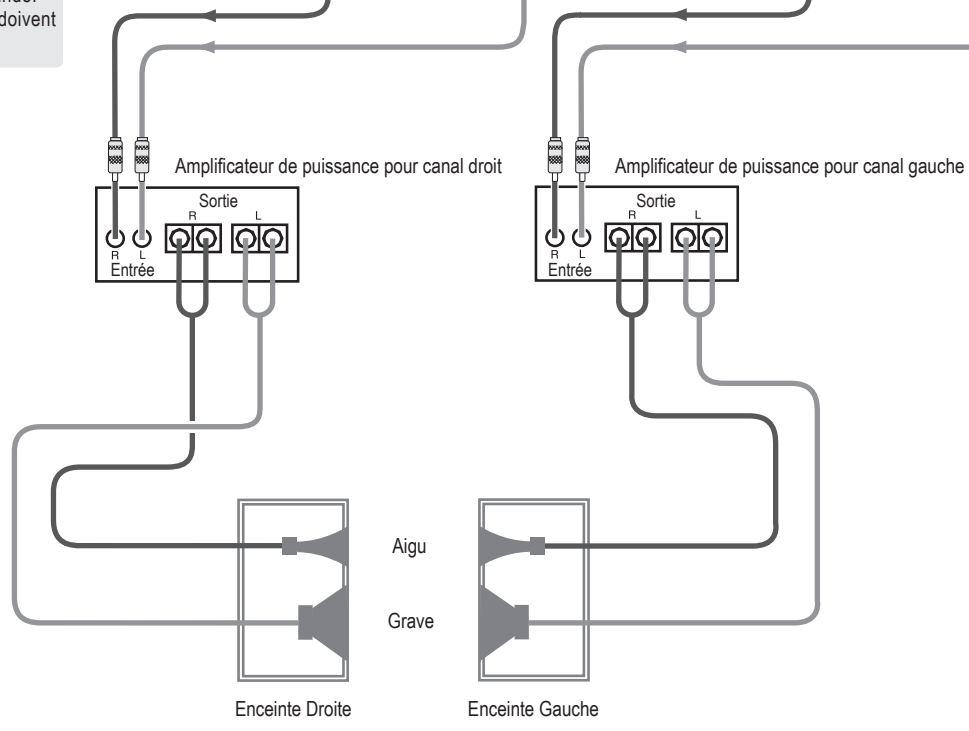 doivent
Amplificateur de puissance pour canal droit
Amplificateur de puissance pour canal gauche
Sortie
R L
R L
Entrée
Sortie
R L
R L
Entrée
Aigu
Grave
Enceinte Droite
Enceinte Gauche